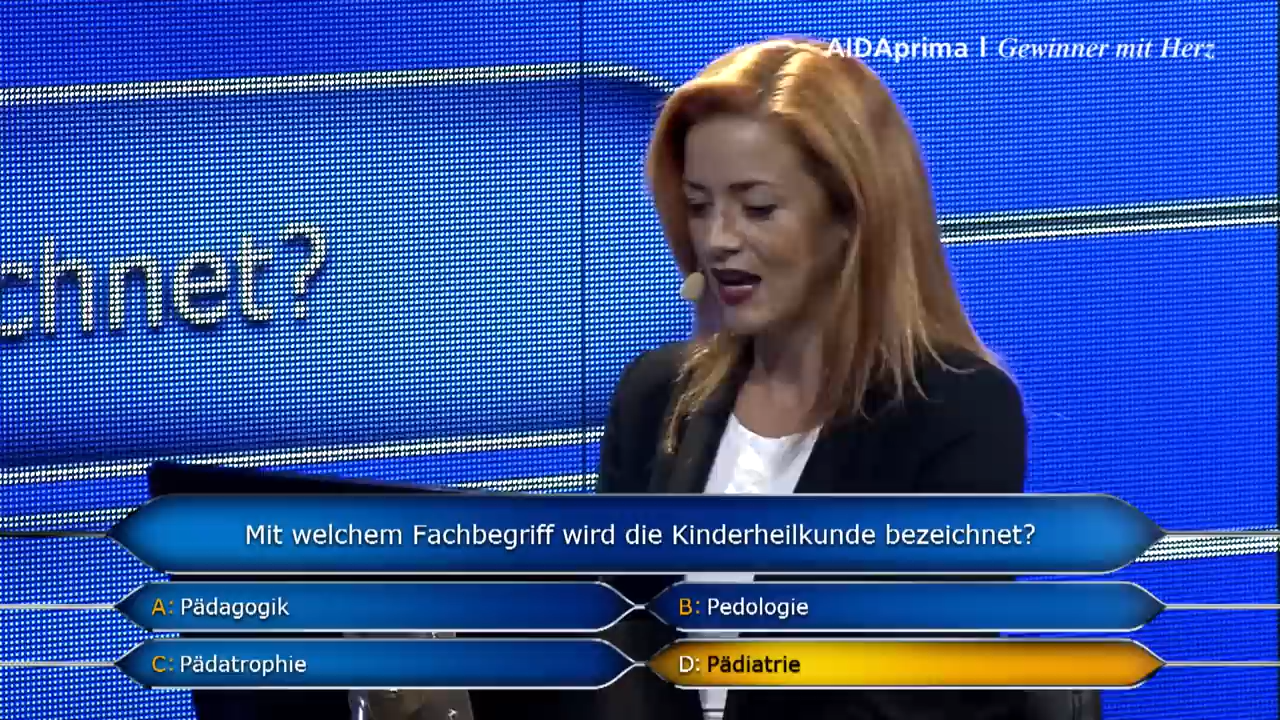 AIDAprima | Gewinner mit Herz
chnet?
Mit welchem Fachbegriff wird die Kinderheilkunde bezeichnet?
A: Pädagogik
B: Pedologie
C: Pädatrophie
D: Pädiatrie